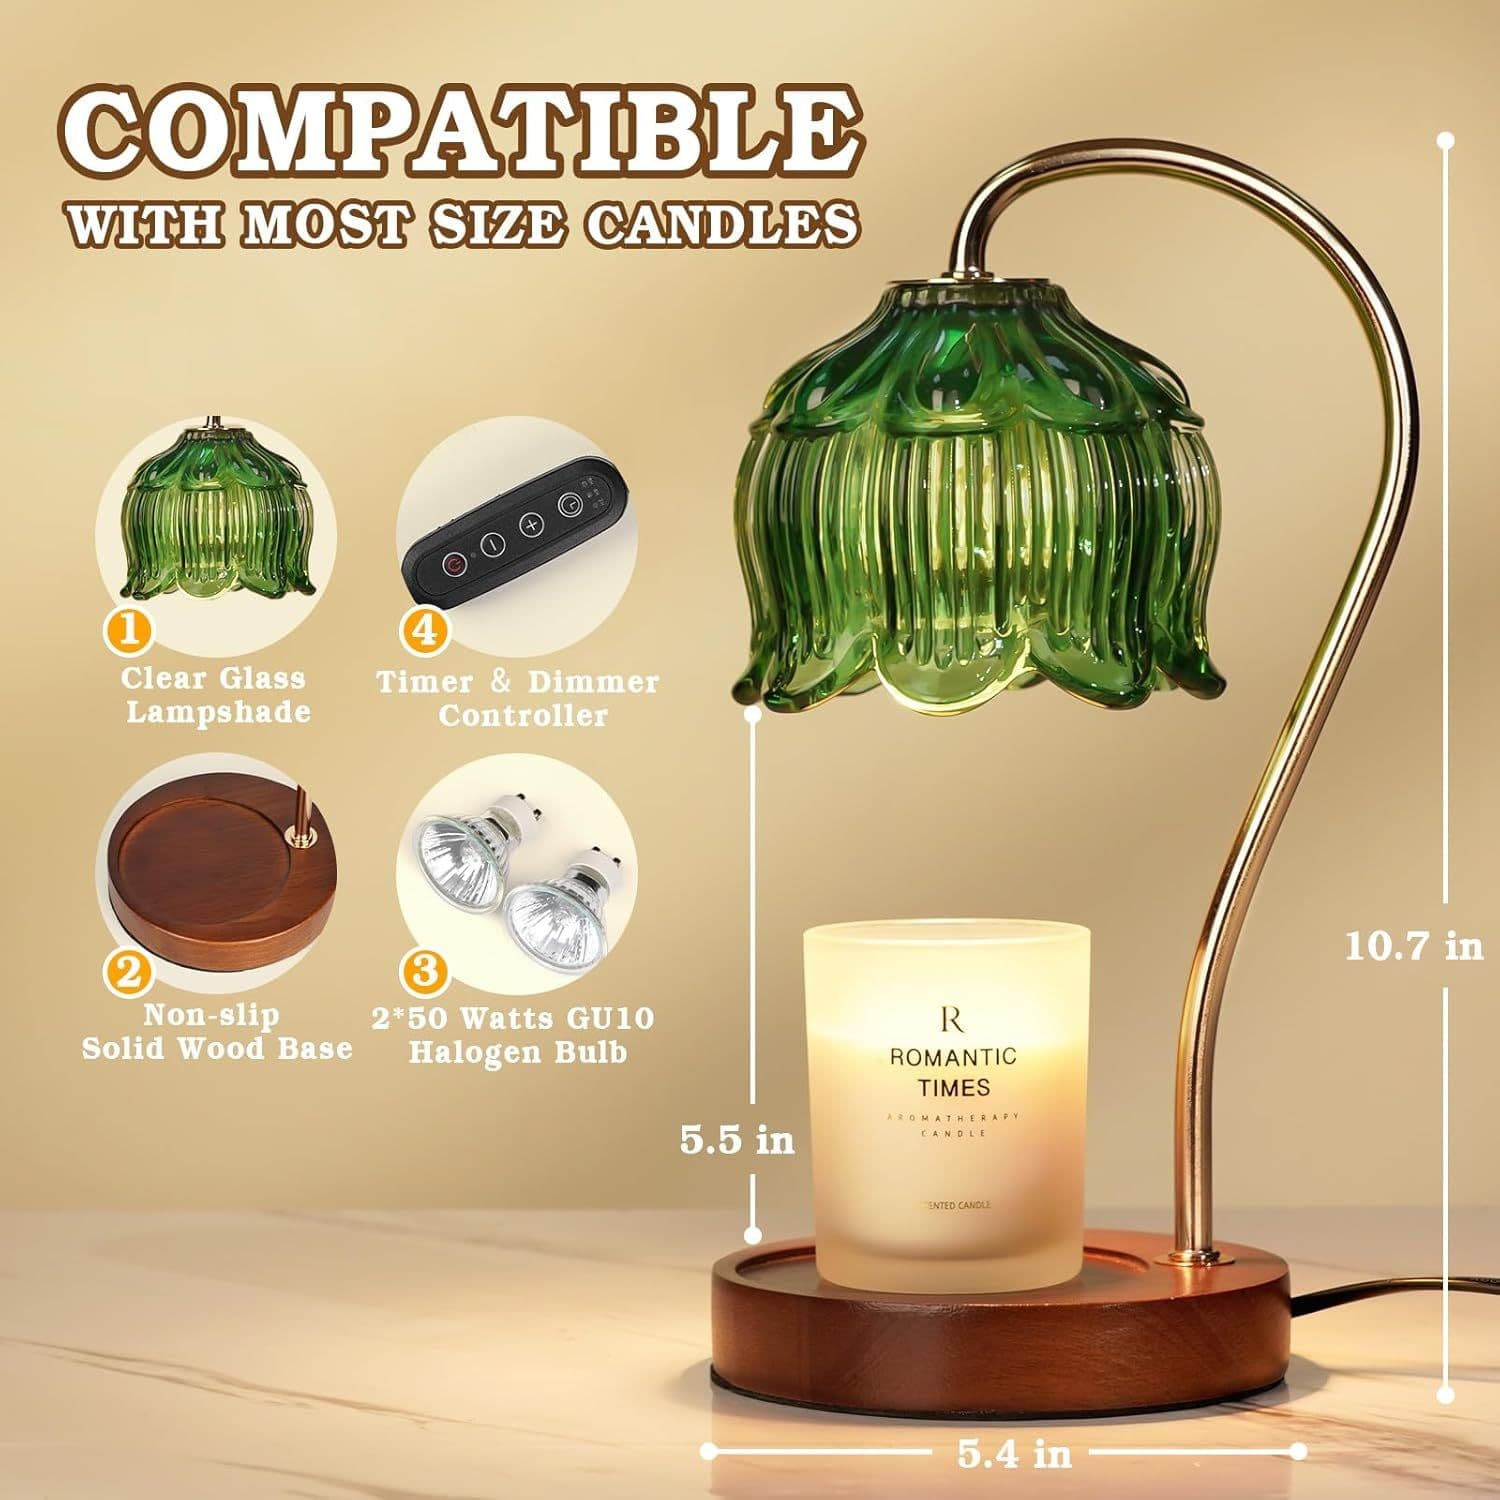 COMPATIBLE
WITH MOST SIZE CANDLES
1
Clear Glass
Lampshade
4
Timer & Dimmer
Controller
2
Non-slip
Solid Wood Base
3
2*50 Watts GU10
Halogen Bulb
R
ROMANTIC
TIMES
AROMATHERAPY
CANDLE
CANDLE
5.5 in
10.7 in
5.4 in